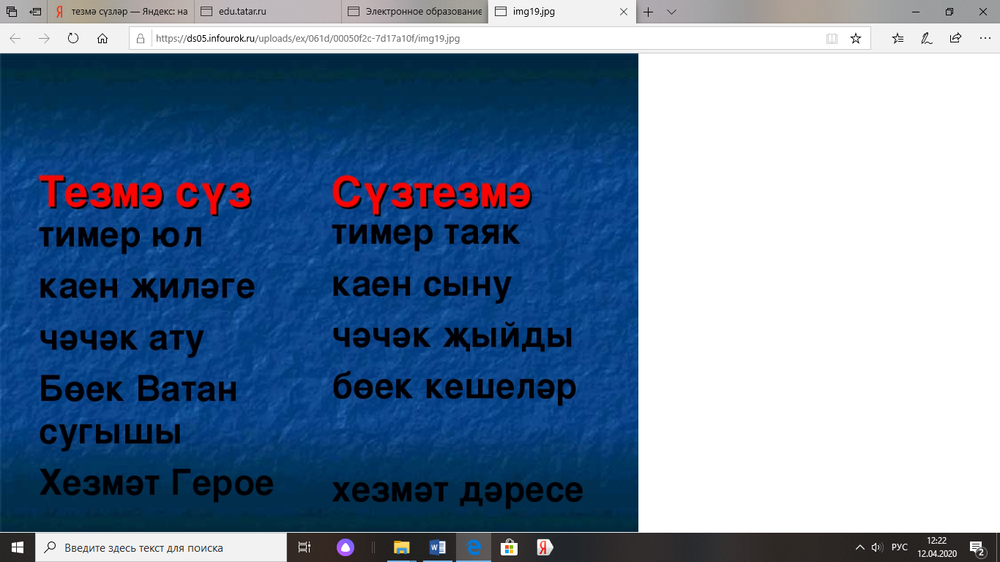 тезмә сүзләр — Яндекс: на
edu.tatar.ru
Электронное образование
img19.jpg
https://ds05.infourok.ru/uploads/ex/061d/00050f2c-7d17a10f/img19.jpg
Тезмә сүз
тимер юл
каен җиләге
чәчәк ату
Бөек Ватан
сугышы
Хезмәт Герое
Сүзтезмә
тимер таяк
каен сыну
чәчәк җыйды
бөек кешеләр
хезмәт дәресе
Введите здесь текст для поиска
РУС
12:22
12.04.2020
2